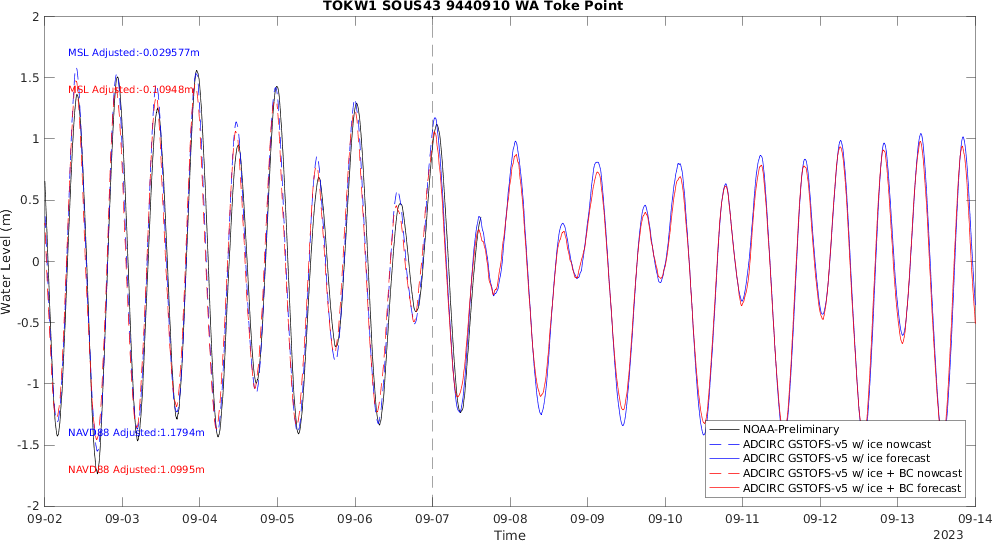 TOKW1 SOUS43 9440910 WA Toke Point
2
1.5
1
0.5
0
-0.5
-1
-1.5
-2
Water Level (m)
MSL Adjusted:-0.029577m
MSL Adjusted:-0.10948m
NAVD88 Adjusted:1.1794m
NAVD88 Adjusted:1.0995m
NOAA-Preliminary
ADCIRC GSTOFS-v5 w/ ice nowcast
ADCIRC GSTOFS-v5 w/ ice forecast
ADCIRC GSTOFS-v5 w/ ice + BC nowcast
ADCIRC GSTOFS-v5 w/ ice + BC forecast
09-02 09-03 09-04 09-05 09-06 09-07 09-08 09-09 09-10 09-11 09-12 09-13 09-14
Time
2023